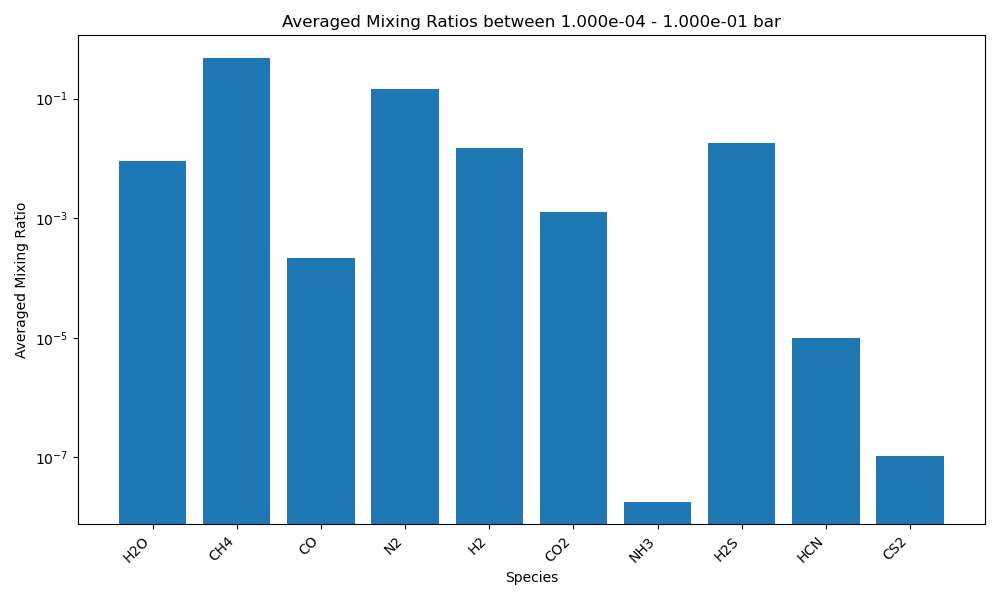 Averaged Mixing Ratios between 1.000e-04 - 1.000e-01 bar
Averaged Mixing Ratio
10⁻¹
10⁻³
10⁻⁵
10⁻⁷
H2O
CH4
CO
N2
H2
CO2
NH3
H2S
HCN
CS2
Species